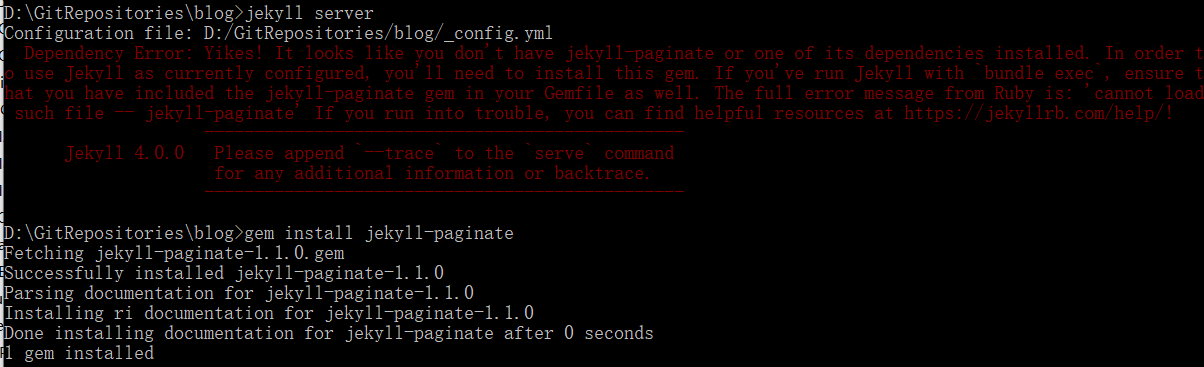 D:\GitRepositories\blog>jekyll server
Configuration file: D:/GitRepositories/blog/_config.yml
Dependency Error: Yikes! It looks like you don't have jekyll-paginate or one of its dependencies installed. In order t
o use Jekyll as currently configured, you'll need to install this gem. If you've run Jekyll with `bundle exec`, ensure t
hat you have included the jekyll-paginate gem in your Gemfile as well. The full error message from Ruby is: 'cannot load
such file -- jekyll-paginate' If you run into trouble, you can find helpful resources at https://jekyllrb.com/help/!
------------------------------------------------
Jekyll 4.0.0 Please append `--trace` to the `serve` command
for any additional information or backtrace.
------------------------------------------------
D:\GitRepositories\blog>gem install jekyll-paginate
Fetching jekyll-paginate-1.1.0.gem
Successfully installed jekyll-paginate-1.1.0
Parsing documentation for jekyll-paginate-1.1.0
Installing ri documentation for jekyll-paginate-1.1.0
Done installing documentation for jekyll-paginate after 0 seconds
1 gem installed